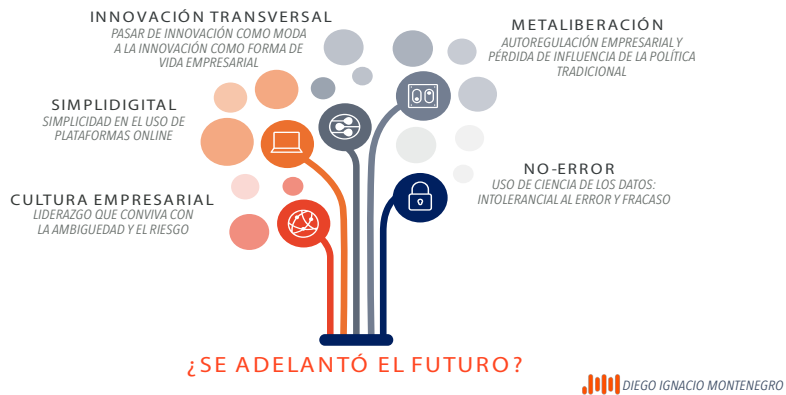 INNOVACIÓN TRANSVERSAL
PASAR DE INNOVACIÓN COMO MODA
A LA INNOVACIÓN COMO FORMA DE
VIDA EMPRESARIAL
METALIBERACIÓN
AUTOREGULACIÓN EMPRESARIAL Y
PÉRDIDA DE INFLUENCIA DE LA POLÍTICA
TRADICIONAL
SIMPLIDIGITAL
SIMPLICIDAD EN EL USO DE
PLATAFORMAS ONLINE
NO-ERROR
USO DE CIENCIA DE LOS DATOS:
INTOLERANCIAL AL ERROR Y FRACASO
CULTURA EMPRESARIAL
LIDERAZGO QUE CONVIVA CON
LA AMBIGUEDAD Y EL RIESGO
¿SE ADELANTÓ EL FUTURO?
DIEGO IGNACIO MONTENEGRO